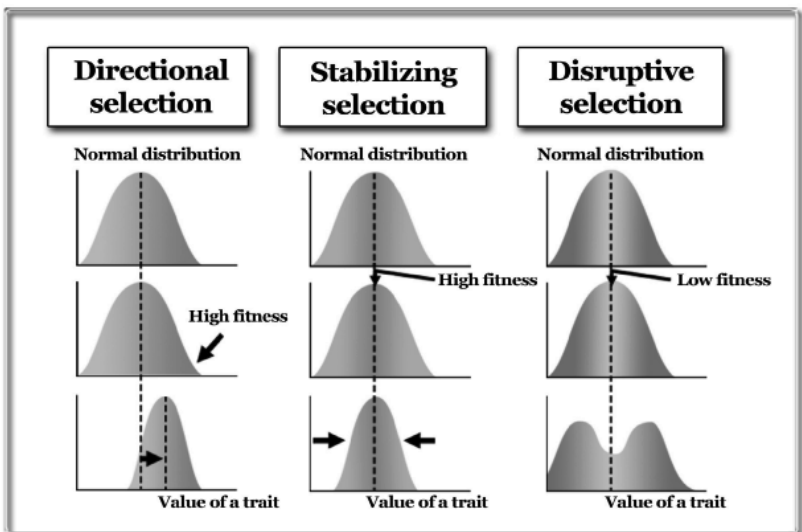 Directional
selection
Stabilizing
selection
Disruptive
selection
Normal distribution
Normal distribution
Normal distribution
High fitness
High fitness
Low fitness
Value of a trait
Value of a trait
Value of a trait